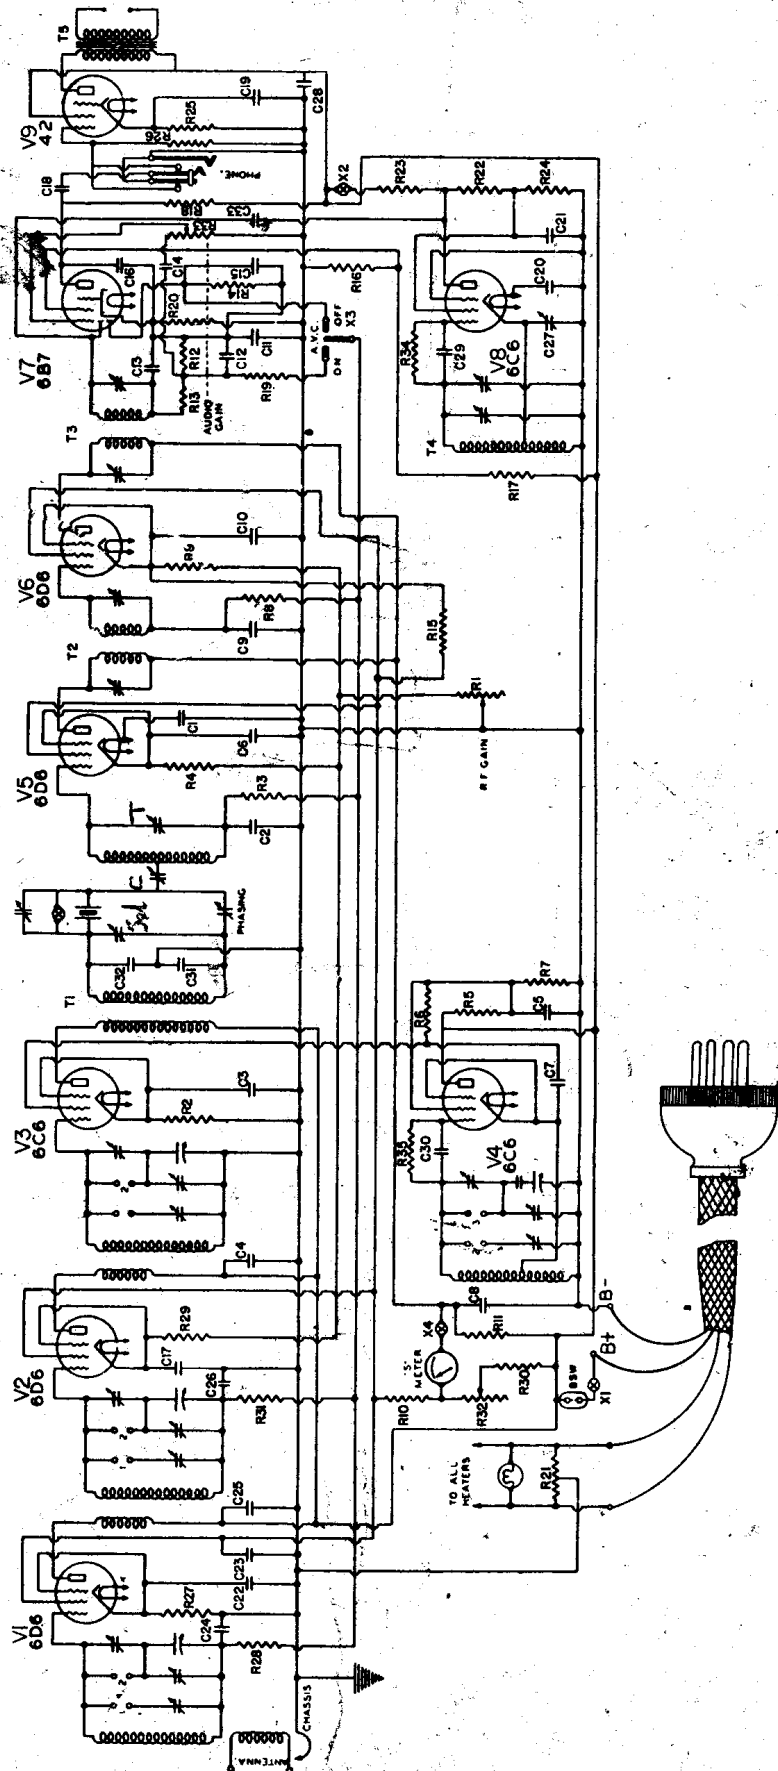 V1
6D6
V2
6D6
V3
6C6
V5
6D6
V6
6D6
V7
6B7
V9
42
T1
T2
T3
T5
C18
C32
C31
PHASING
C
T
C13
C16
C14
R20
R12
R13
AUDIO
GAIN
R14
C15
R18
C33
PHONE.
R26
R25
C19
C28
R27
C24
C22
C23
C25
R28
C17
R29
C26
R31
C4
R2
C3
C2
R3
R4
C6
C1
C9
R8
R9
C10
R19
C12
C11
A.V.C.
ON
OFF
X3
R16
X2
R23
R22
R24
ANTENNA
CHASSIS
R10
"S"
METER
X4
R32
R30
R11
C8
R35
C30
V4
6C6
R6
R5
R7
C5
C7
RF GAIN
R1
R15
R17
T4
R34
C29
V8
6C6
C27
C20
C21
TO ALL
HEATERS
R21
BSW
X1
B+
B-